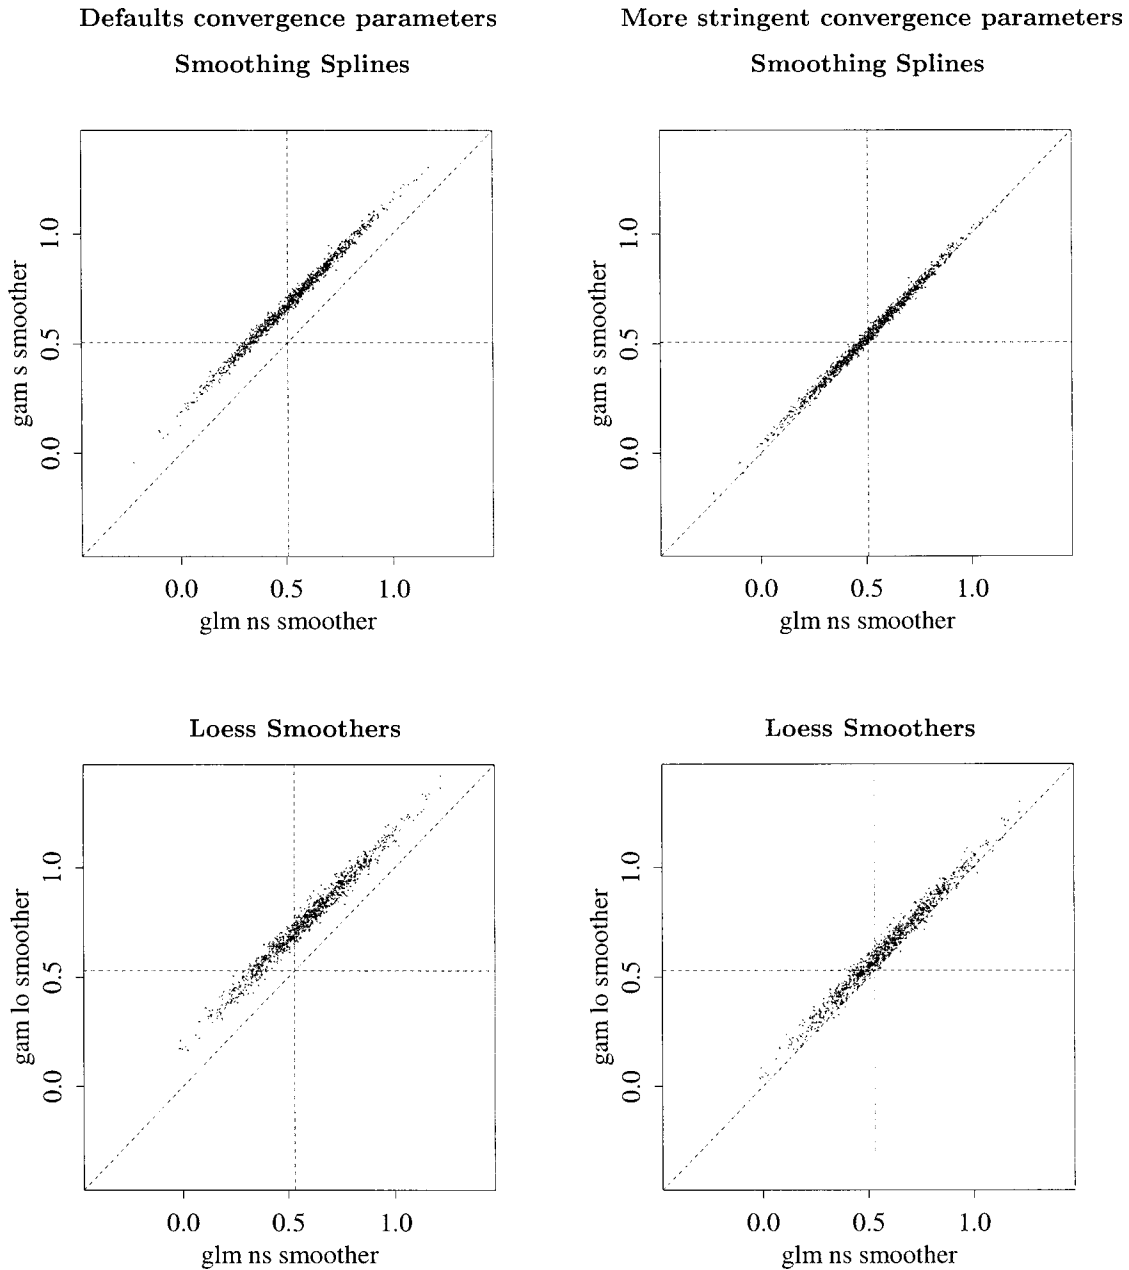 Defaults convergence parameters
Smoothing Splines
gam s smoother
1.0
0.5
0.0
0.0 0.5 1.0
glm ns smoother
More stringent convergence parameters
Smoothing Splines
gam s smoother
1.0
0.5
0.0
0.0 0.5 1.0
glm ns smoother
Loess Smoothers
gam lo smoother
1.0
0.5
0.0
0.0 0.5 1.0
glm ns smoother
Loess Smoothers
gam lo smoother
1.0
0.5
0.0
0.0 0.5 1.0
glm ns smoother